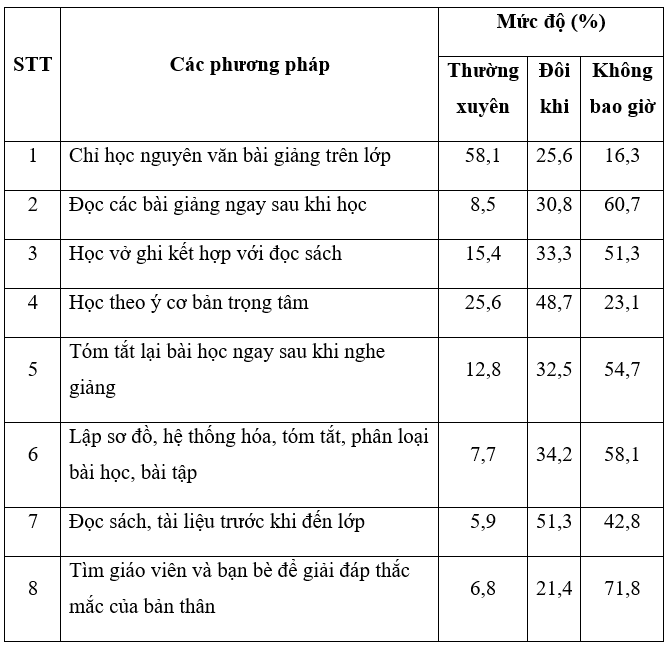 STT Các phương pháp Mức độ (%)
Thường xuyên Đôi khi Không bao giờ
1 Chỉ học nguyên văn bài giảng trên lớp 58,1 25,6 16,3
2 Đọc các bài giảng ngay sau khi học 8,5 30,8 60,7
3 Học vở ghi kết hợp với đọc sách 15,4 33,3 51,3
4 Học theo ý cơ bản trọng tâm 25,6 48,7 23,1
5 Tóm tắt lại bài học ngay sau khi nghe
giảng 12,8 32,5 54,7
6 Lập sơ đồ, hệ thống hóa, tóm tắt, phân loại
bài học, bài tập 7,7 34,2 58,1
7 Đọc sách, tài liệu trước khi đến lớp 5,9 51,3 42,8
8 Tìm giáo viên và bạn bè để giải đáp thắc
mắc của bản thân 6,8 21,4 71,8